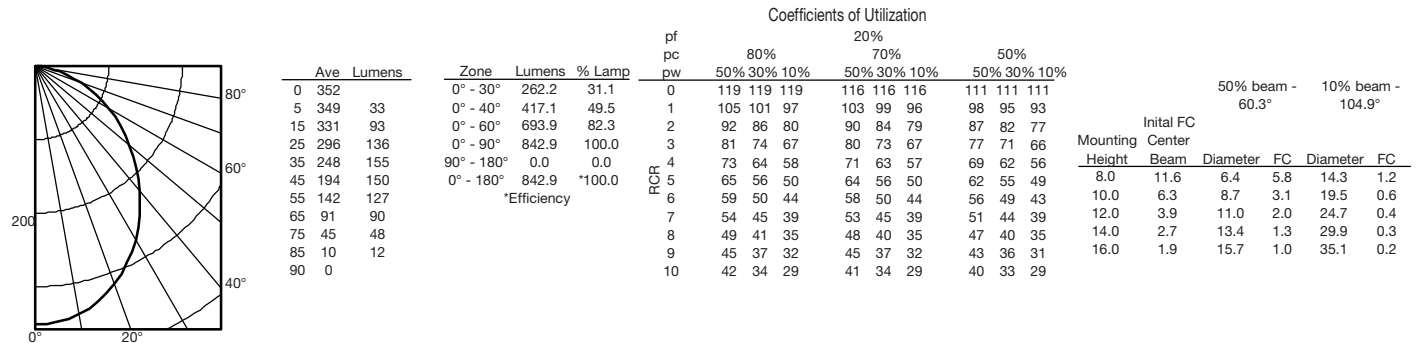 80°
60°
40°
200
0° 20°
Ave Lumens
0 352
5 349 33
15 331 93
25 296 136
35 248 155
45 194 150
55 142 127
65 91 90
75 45 48
85 10 12
90 0
Zone Lumens % Lamp
0° - 30° 262.2 31.1
0° - 40° 417.1 49.5
0° - 60° 693.9 82.3
0° - 90° 842.9 100.0
90° - 180° 0.0 0.0
0° - 180° 842.9 *100.0
*Efficiency
Coefficients of Utilization
pf 20%
pc 80% 70% 50%
pw 50% 30% 10% 50% 30% 10% 50% 30% 10%
RCR
0 119 119 119 116 116 116 111 111 111
1 105 101 97 103 99 96 98 95 93
2 92 86 80 90 84 79 87 82 77
3 81 74 67 80 73 67 77 71 66
4 73 64 58 71 63 57 69 62 56
5 65 56 50 64 56 50 62 55 49
6 59 50 44 58 50 44 56 49 43
7 54 45 39 53 45 39 51 44 39
8 49 41 35 48 40 35 47 40 35
9 45 37 32 45 37 32 43 36 31
10 42 34 29 41 34 29 40 33 29
50% beam - 10% beam -
60.3° 104.9°
Inital FC
Mounting Center
Height Beam Diameter FC Diameter FC
8.0 11.6 6.4 5.8 14.3 1.2
10.0 6.3 8.7 3.1 19.5 0.6
12.0 3.9 11.0 2.0 24.7 0.4
14.0 2.7 13.4 1.3 29.9 0.3
16.0 1.9 15.7 1.0 35.1 0.2